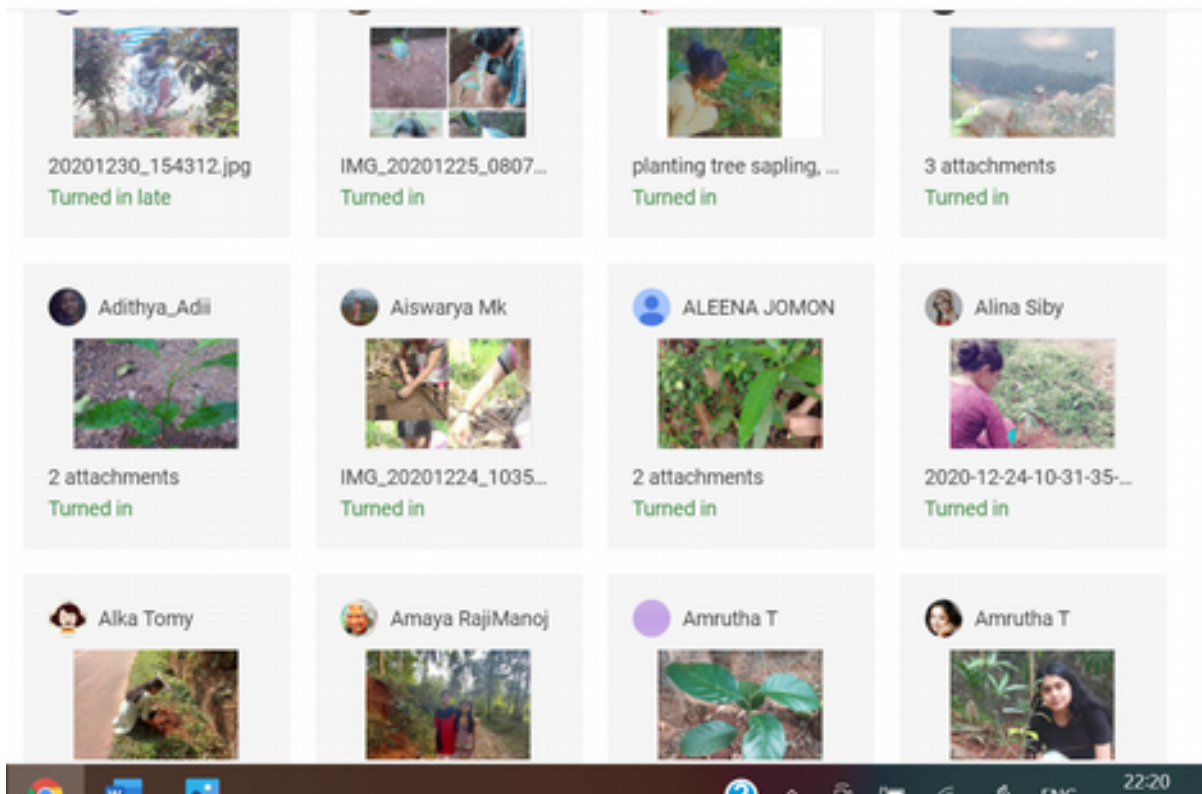 20201230_154312.jpg IMG_20201225_0807... planting tree sapling, ... 3 attachments
Turned in late Turned in Turned in Turned in
Adithya_Adii Aiswarya Mk ALEENA JOMON Alina Siby
2 attachments IMG_20201224_1035... 2 attachments 2020-12-24-10-31-35-...
Turned in Turned in Turned in Turned in
Alka Tomy Amaya RajiManoj Amrutha T Amrutha T
ENG 22:20